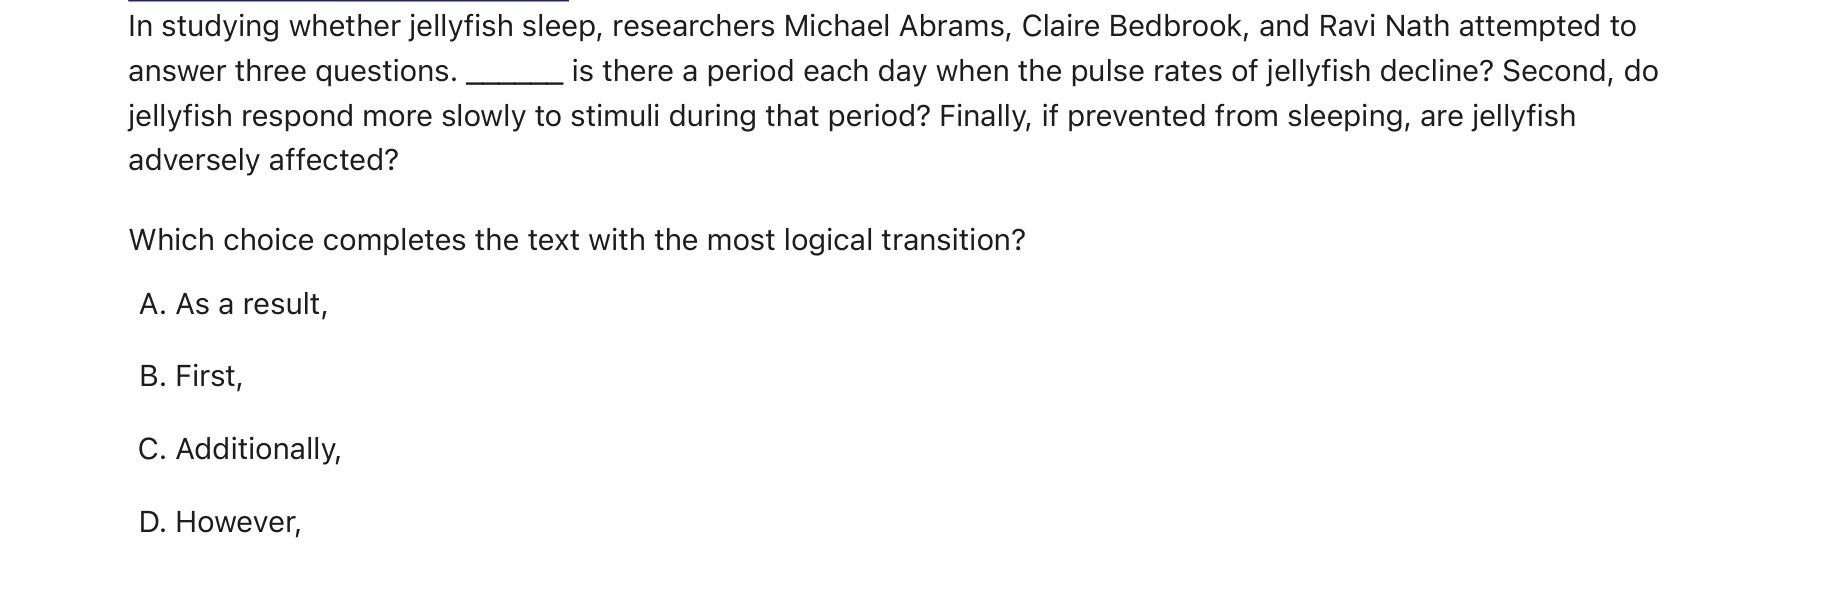 In studying whether jellyfish sleep, researchers Michael Abrams, Claire Bedbrook, and Ravi Nath attempted to
answer three questions. ______ is there a period each day when the pulse rates of jellyfish decline? Second, do
jellyfish respond more slowly to stimuli during that period? Finally, if prevented from sleeping, are jellyfish
adversely affected?
Which choice completes the text with the most logical transition?
A. As a result,
B. First,
C. Additionally,
D. However,